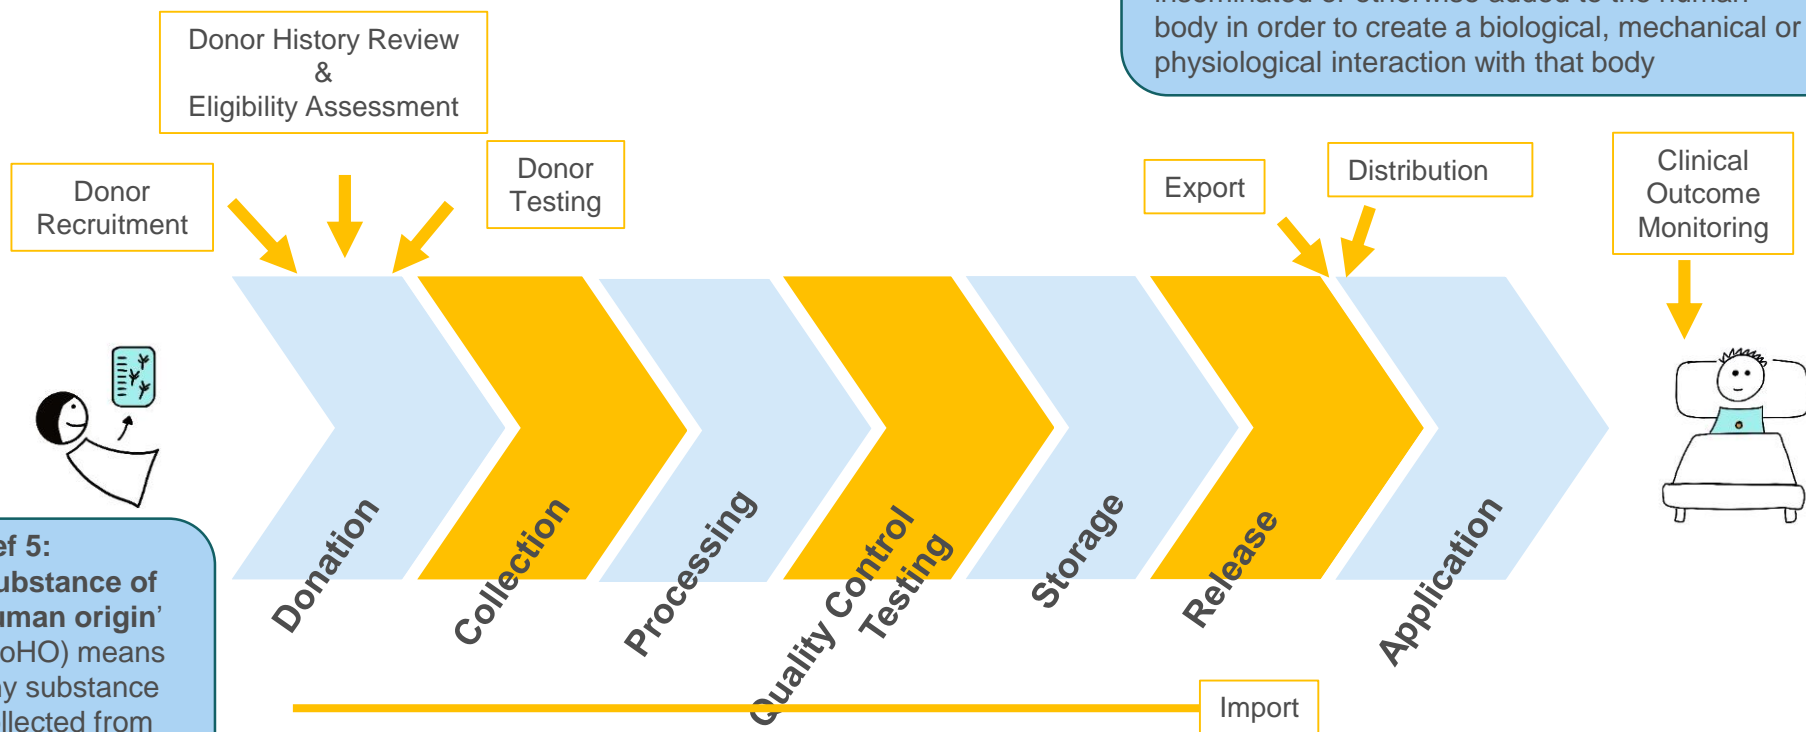 body in order to create a biological, mechanical or
physiological interaction with that body
Donor History Review
&
Eligibility Assessment
Donor
Recruitment
Donor
Testing
Export
Distribution
Clinical
Outcome
Monitoring
Donation
Collection
Processing
Quality Control
Testing
Storage
Release
Application
ef 5:
ubstance of
uman origin’
oHO) means
y substance
llected from
Import